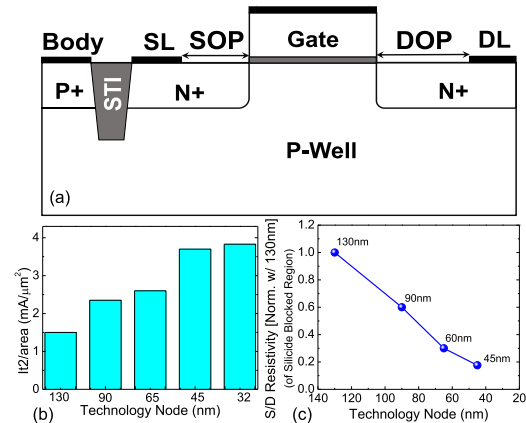 Body SL SOP Gate DOP DL
P+ STI N+ N+
P-Well
(a)
It2/area (mA/μm²)
4
3
2
1
0
130 90 65 45 32
Technology Node (nm)
(b)
S/D Resistivity [Norm. w/ 130nm]
(of Silicide Blocked Region)
1.2
1.0
0.8
0.6
0.4
0.2
0.0
130nm
90nm
60nm
45nm
140 120 100 80 60 40 20
Technology Node (nm)
(c)